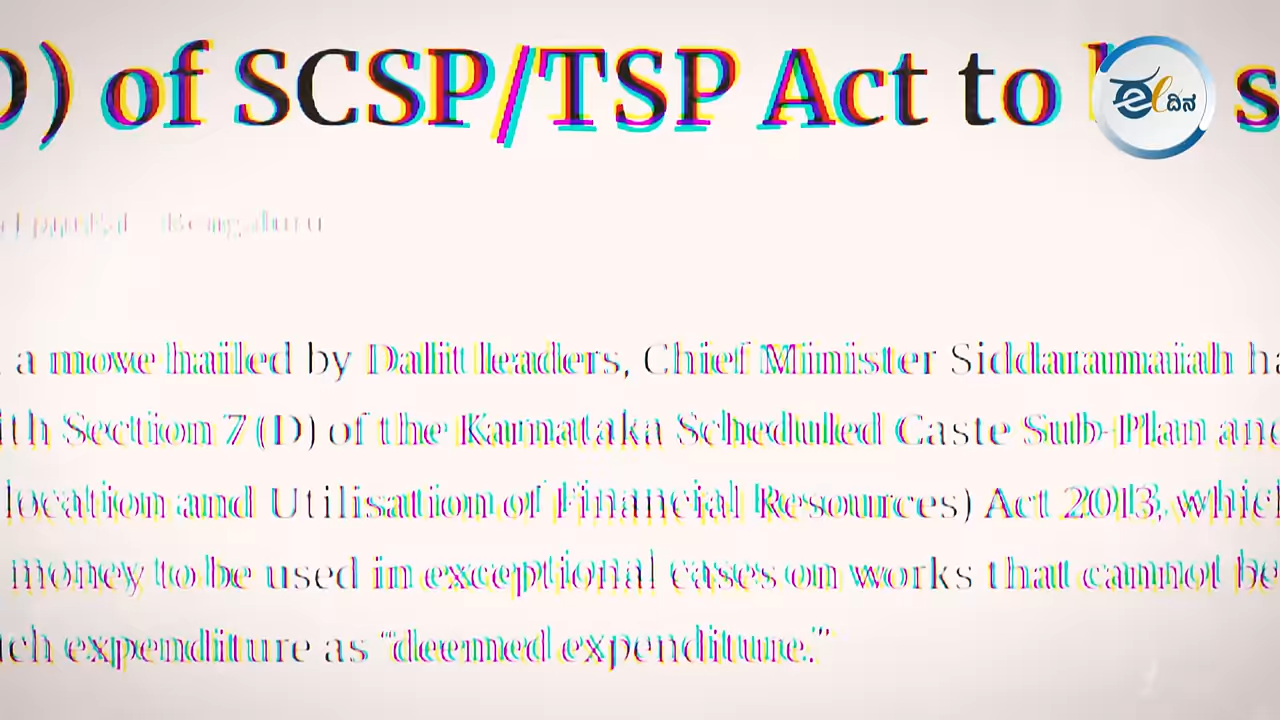 ) of SCSP/TSP Act to
ಈ ದಿನ
Bengaluru
a move hailed by Dalit leaders, Chief Minister Siddaramaiah ha
ith Section 7 (D) of the Karnataka Scheduled Caste Sub-Plan and
location and Utilisation of Financial Resources) Act 2013, which
money to be used in exceptional cases on works that cannot be
ch expenditure as “deemed expenditure.”